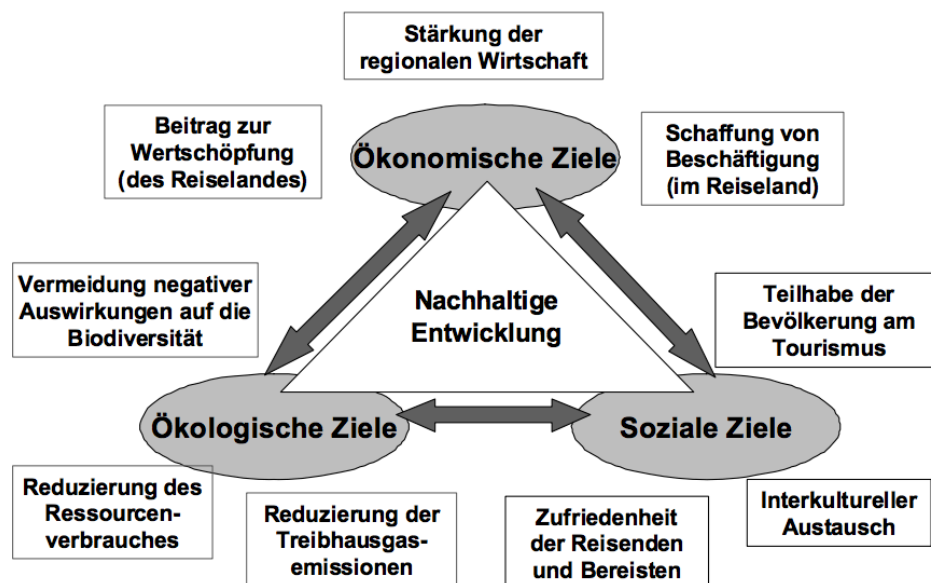 Stärkung der
regionalen Wirtschaft
Beitrag zur
Wertschöpfung
(des Reiselandes)
Ökonomische Ziele
Schaffung von
Beschäftigung
(im Reiseland)
Vermeidung negativer
Auswirkungen auf die
Biodiversität
Nachhaltige
Entwicklung
Teilhabe der
Bevölkerung am
Tourismus
Ökologische Ziele
Soziale Ziele
Reduzierung des
Ressourcen-
verbrauches
Reduzierung der
Treibhausgas-
emissionen
Zufriedenheit
der Reisenden
und Bereisten
Interkultureller
Austausch